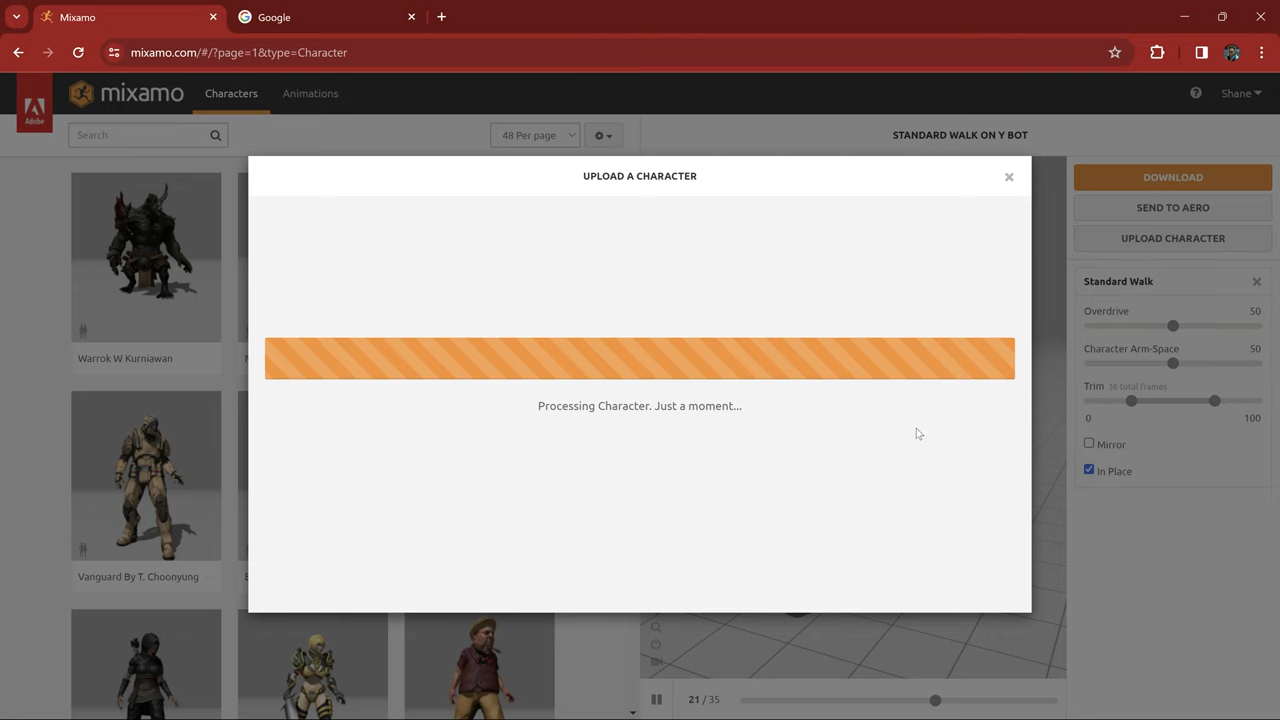 Mixamo
Google
mixamo.com/#/?page=1&type=Character
Adobe
mixamo
Characters
Animations
Shane
Search
48 Per page
STANDARD WALK ON Y BOT
UPLOAD A CHARACTER
DOWNLOAD
SEND TO AERO
UPLOAD CHARACTER
Standard Walk
Overdrive 50
Character Arm-Space 50
Trim 36 total frames
0 100
Mirror
In Place
Processing Character. Just a moment...
Warrok W Kurniawan
Vanguard By T. Choonyung
21 / 35